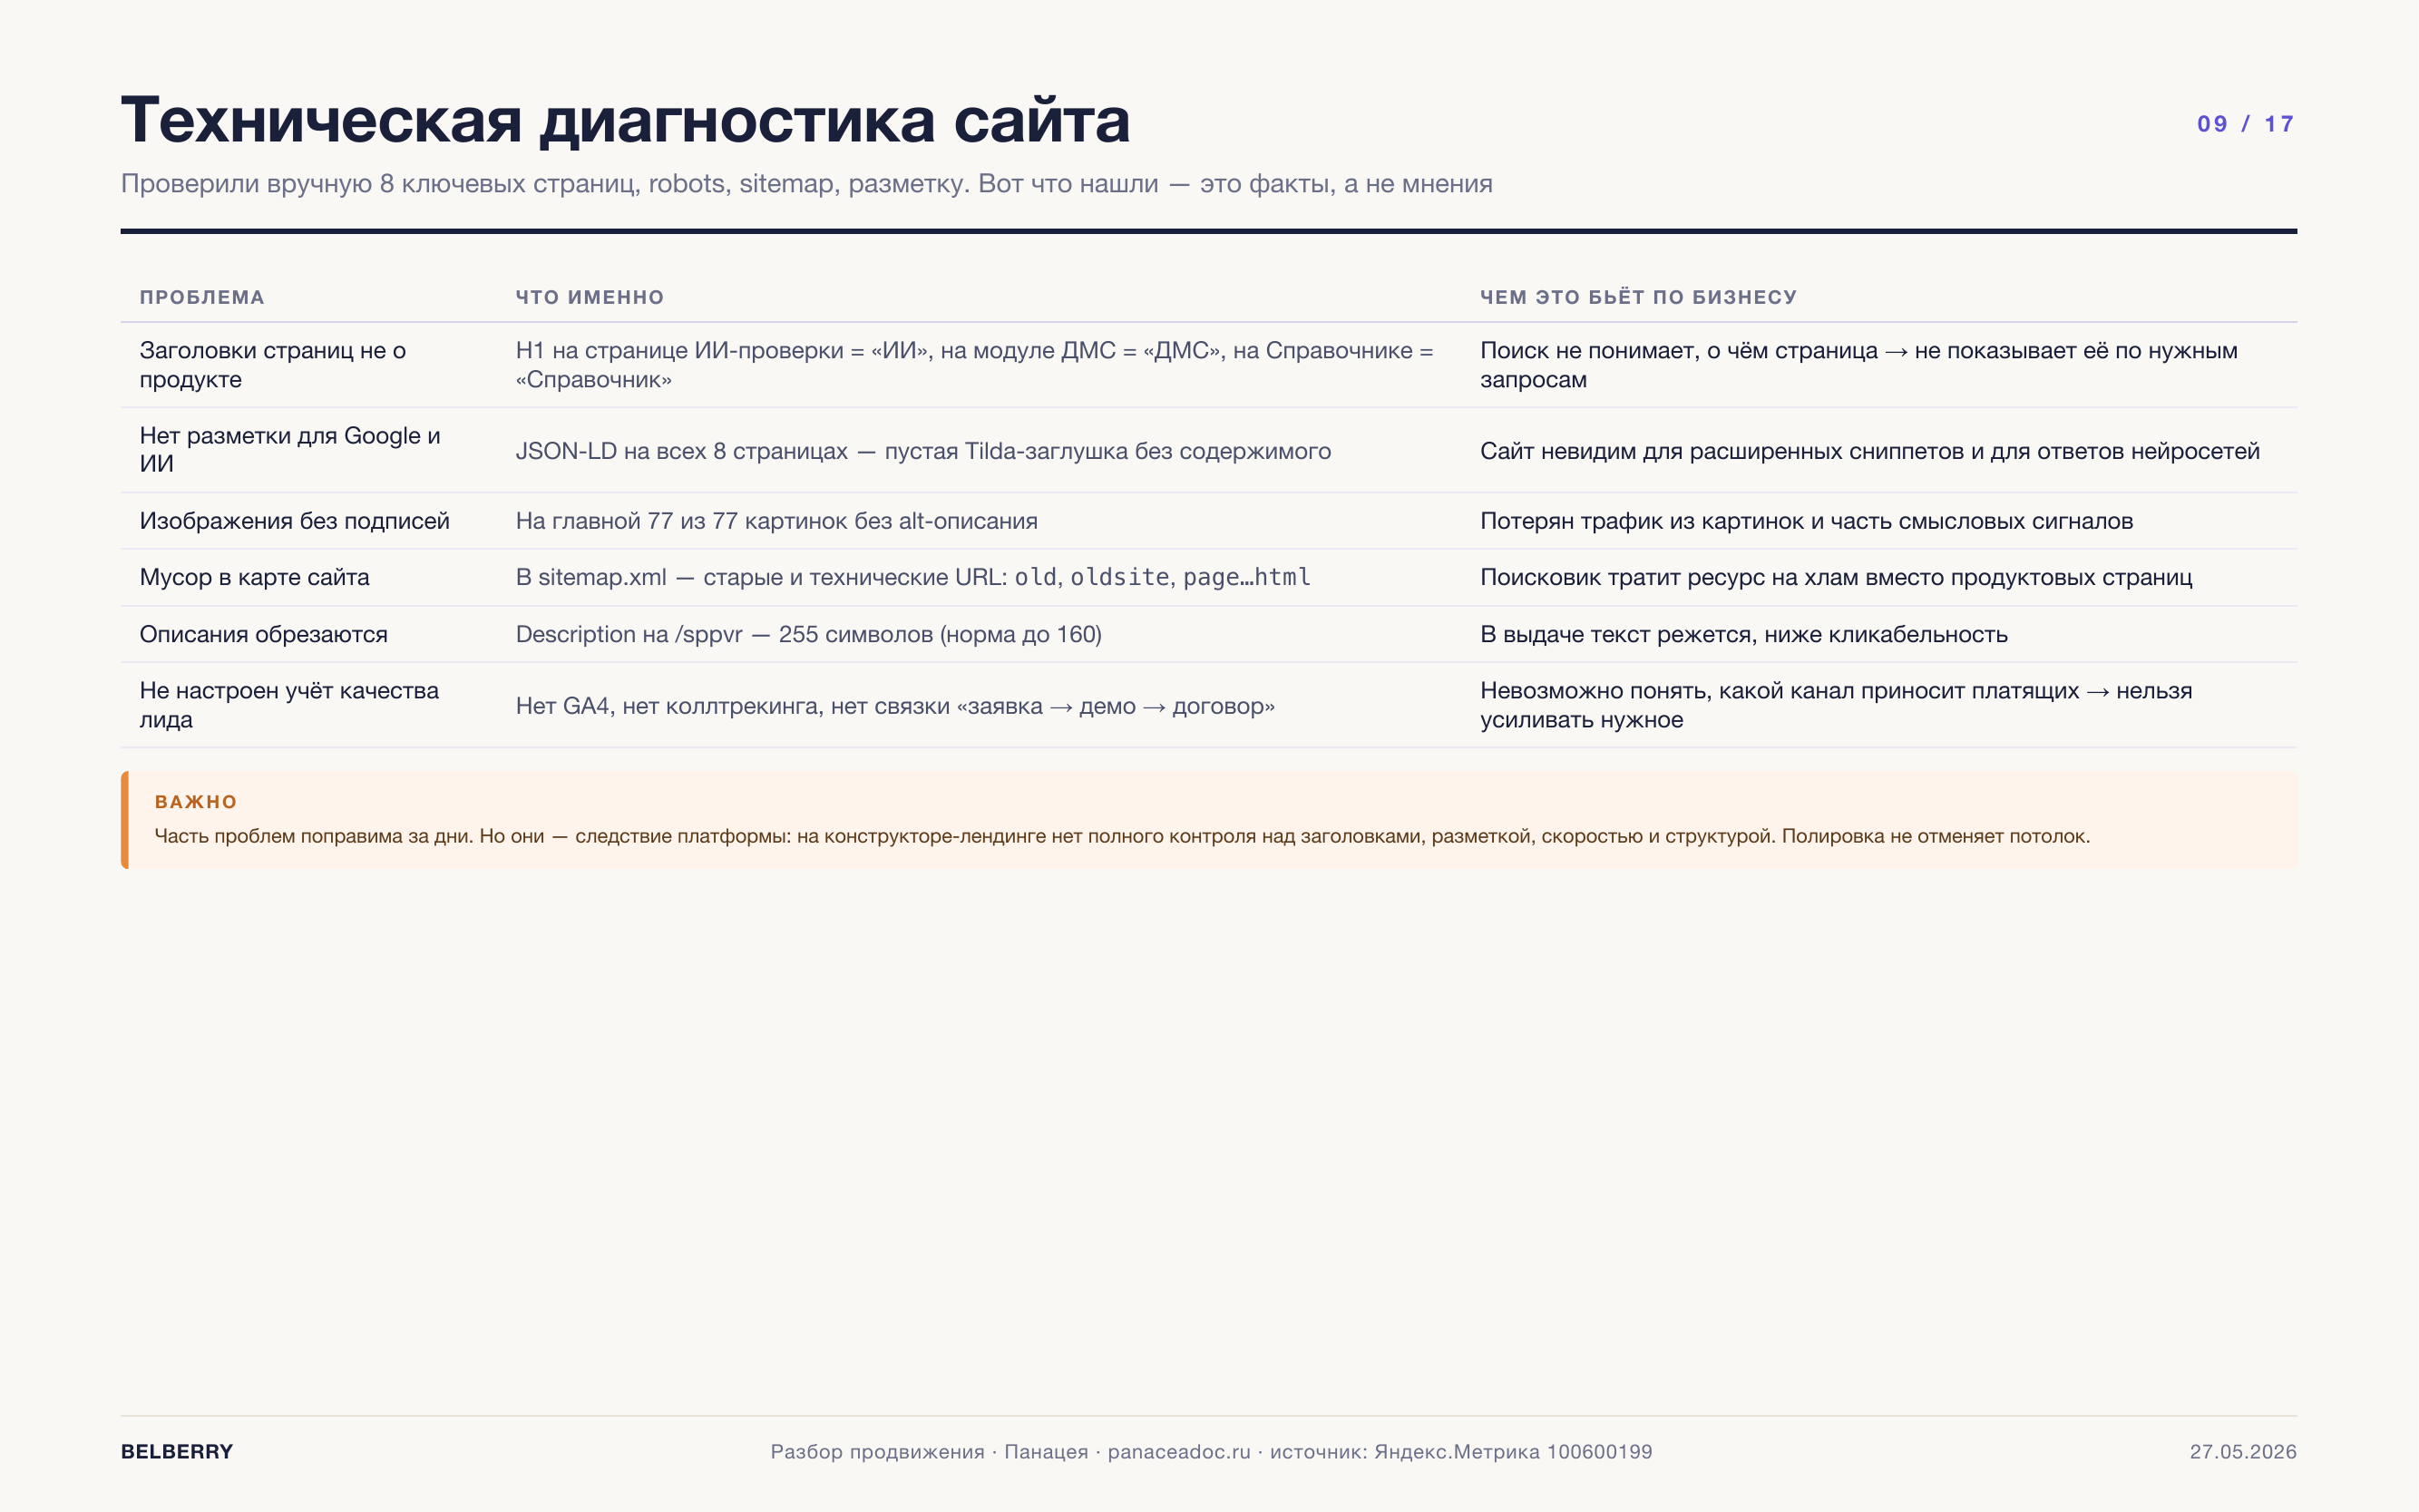 Техническая диагностика сайта
09 / 17
Проверили вручную 8 ключевых страниц, robots, sitemap, разметку. Вот что нашли — это факты, а не мнения
ПРОБЛЕМА
ЧТО ИМЕННО
ЧЕМ ЭТО БЬЁТ ПО БИЗНЕСУ
Заголовки страниц не о
продукте
H1 на странице ИИ-проверки = «ИИ», на модуле ДМС = «ДМС», на Справочнике =
«Справочник»
Поиск не понимает, о чём страница → не показывает её по нужным
запросам
Нет разметки для Google и
ИИ
JSON-LD на всех 8 страницах — пустая Tilda-заглушка без содержимого
Сайт невидим для расширенных сниппетов и для ответов нейросетей
Изображения без подписей
На главной 77 из 77 картинок без alt-описания
Потерян трафик из картинок и часть смысловых сигналов
Мусор в карте сайта
В sitemap.xml — старые и технические URL: old, oldsite, page…html
Поисковик тратит ресурс на хлам вместо продуктовых страниц
Описания обрезаются
Description на /sppvr — 255 символов (норма до 160)
В выдаче текст режется, ниже кликабельность
Не настроен учёт качества
лида
Нет GA4, нет коллтрекинга, нет связки «заявка → демо → договор»
Невозможно понять, какой канал приносит платящих → нельзя
усиливать нужное
ВАЖНО
Часть проблем поправима за дни. Но они — следствие платформы: на конструкторе-лендинге нет полного контроля над заголовками, разметкой, скоростью и структурой. Полировка не отменяет потолок.
BELBERRY
Разбор продвижения · Панацея · panaceadoc.ru · источник: Яндекс.Метрика 100600199
27.05.2026